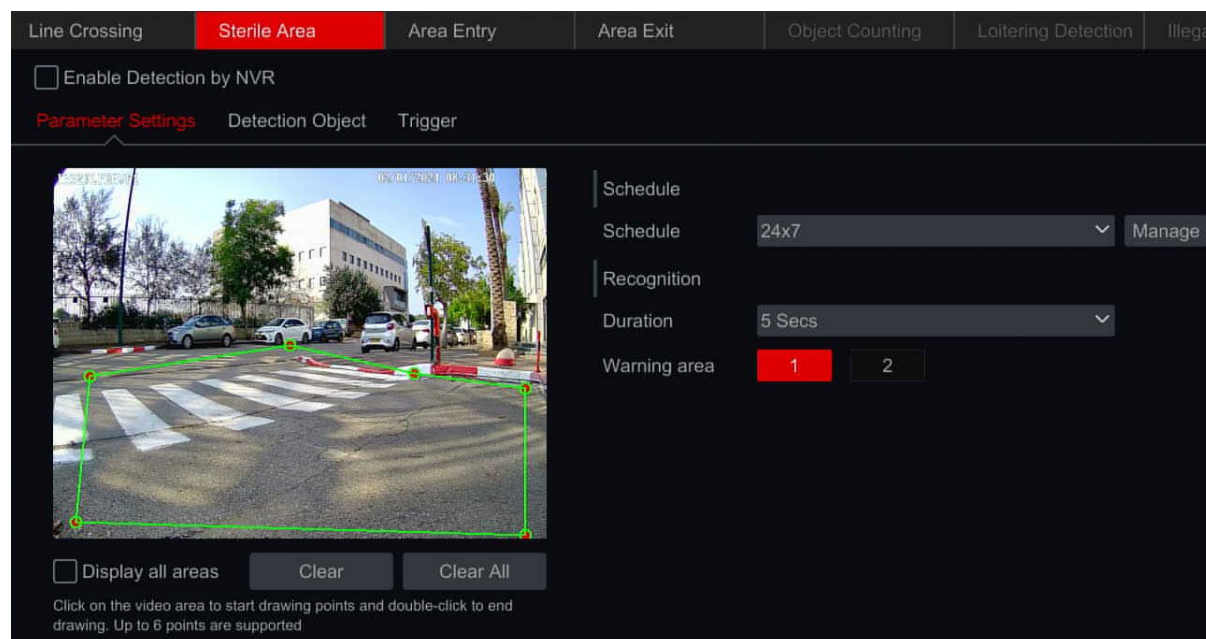 Line Crossing Sterile Area Area Entry Area Exit Object Counting Loitering Detection
Enable Detection by NVR
Parameter Settings Detection Object Trigger
Schedule
Schedule 24x7 Manage
Recognition
Duration 5 Secs
Warning area 1 2
Display all areas Clear Clear All
Click on the video area to start drawing points and double-click to end
drawing. Up to 6 points are supported